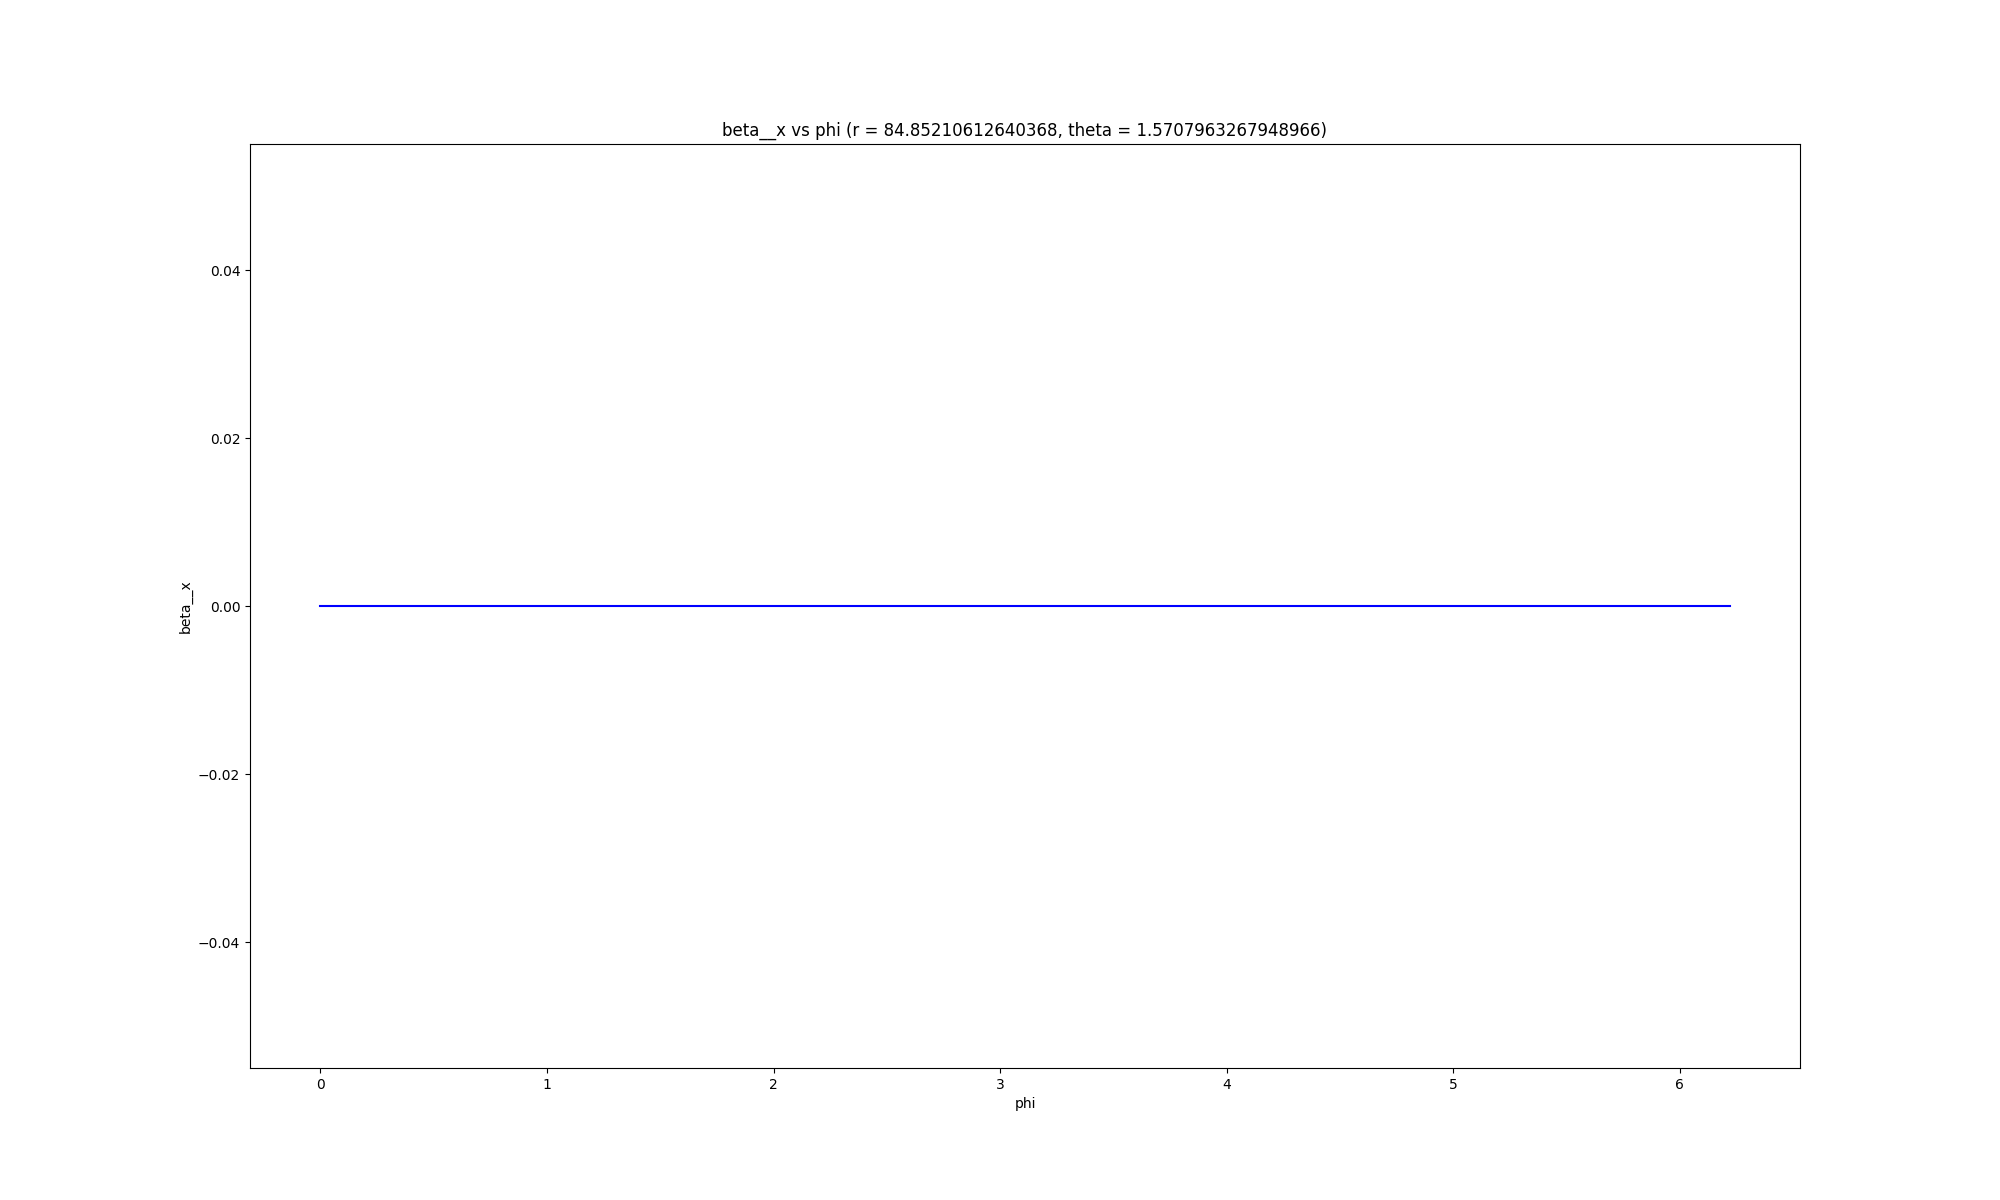 beta__x vs phi (r = 84.85210612640368, theta = 1.5707963267948966)
0.04
0.02
0.00
−0.02
−0.04
beta__x
0 1 2 3 4 5 6
phi